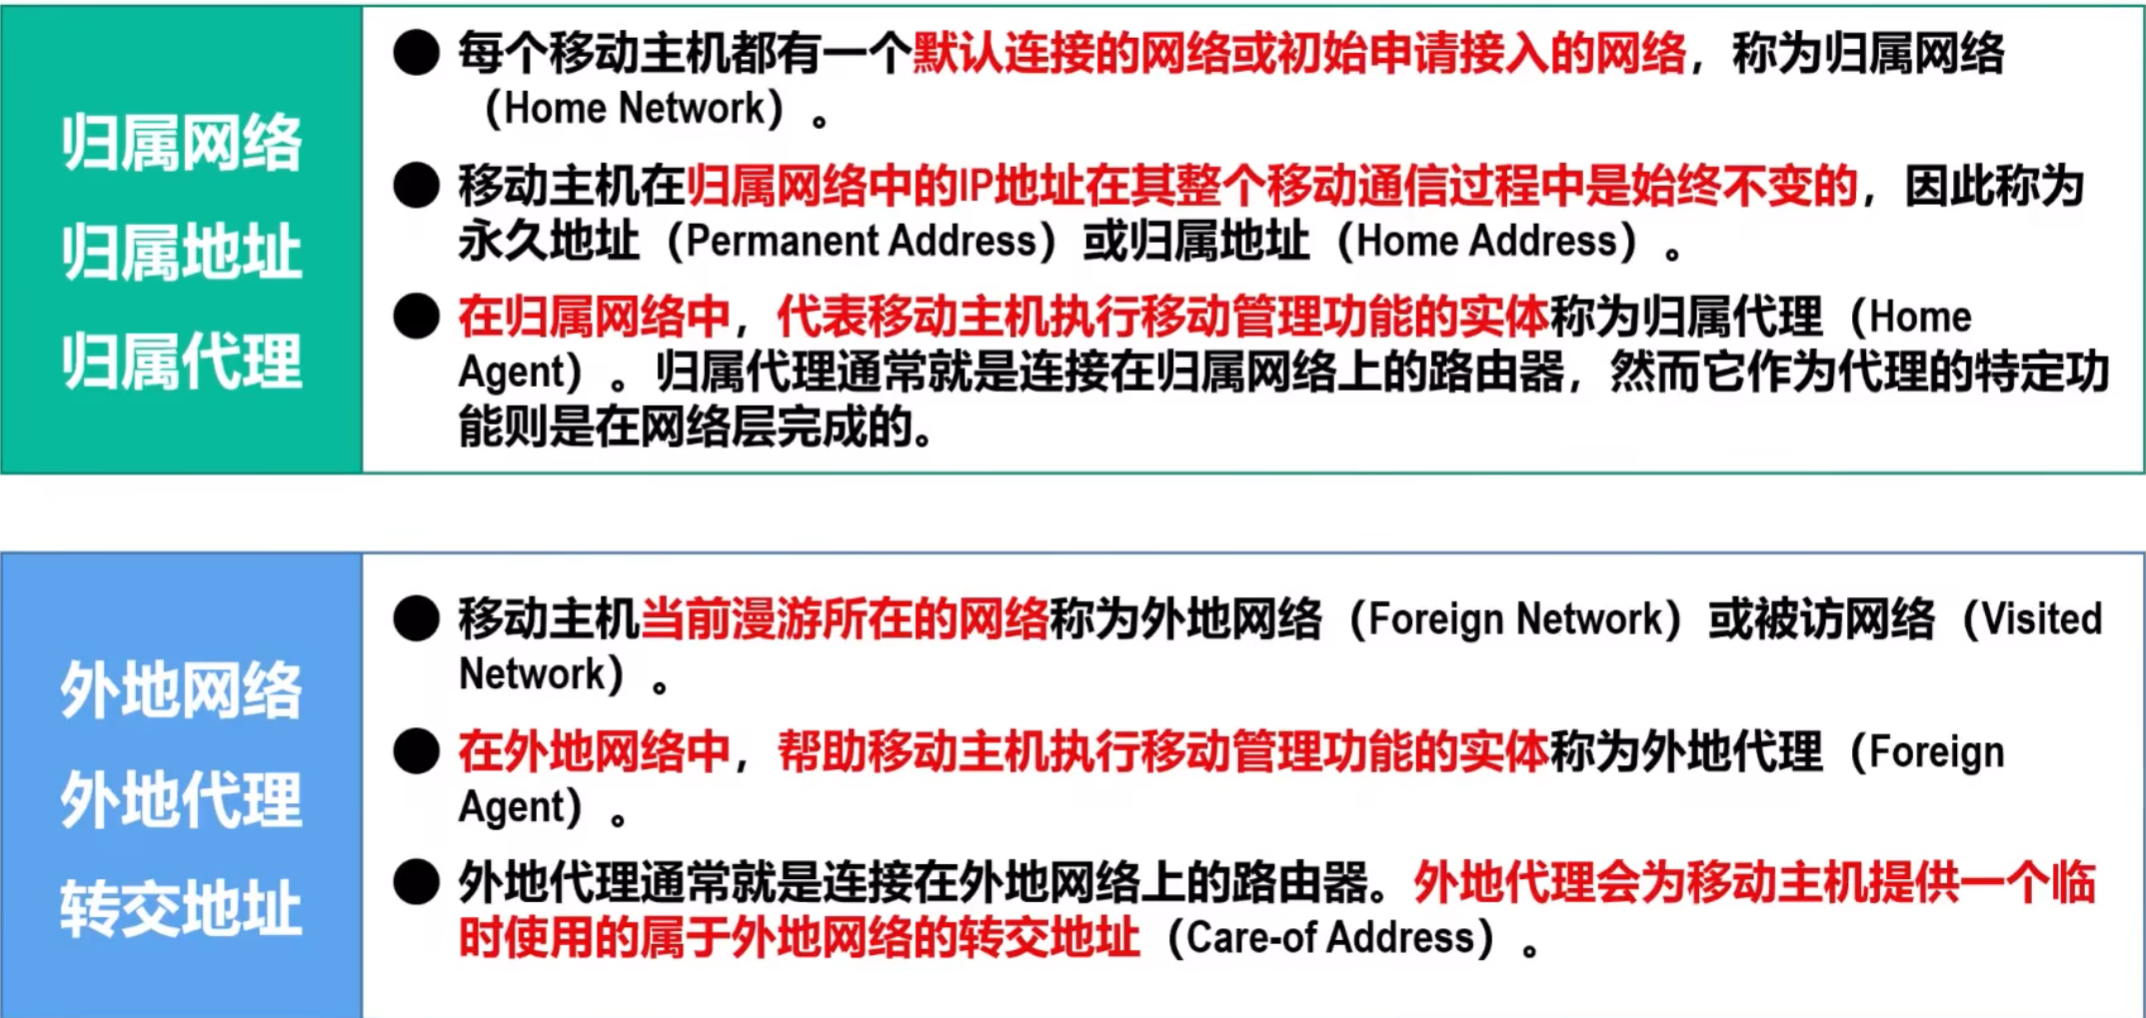 归属网络
归属地址
归属代理
● 每个移动主机都有一个默认连接的网络或初始申请接入的网络，称为归属网络
（Home Network）。
● 移动主机在归属网络中的IP地址在其整个移动通信过程中是始终不变的，因此称为
永久地址（Permanent Address）或归属地址（Home Address）。
● 在归属网络中，代表移动主机执行移动管理功能的实体称为归属代理（Home
Agent）。归属代理通常就是连接在归属网络上的路由器，然而它作为代理的特定功
能则是在网络层完成的。
外地网络
外地代理
转交地址
● 移动主机当前漫游所在的网络称为外地网络（Foreign Network）或被访网络（Visited
Network）。
● 在外地网络中，帮助移动主机执行移动管理功能的实体称为外地代理（Foreign
Agent）。
● 外地代理通常就是连接在外地网络上的路由器。外地代理会为移动主机提供一个临
时使用的属于外地网络的转交地址（Care-of Address）。